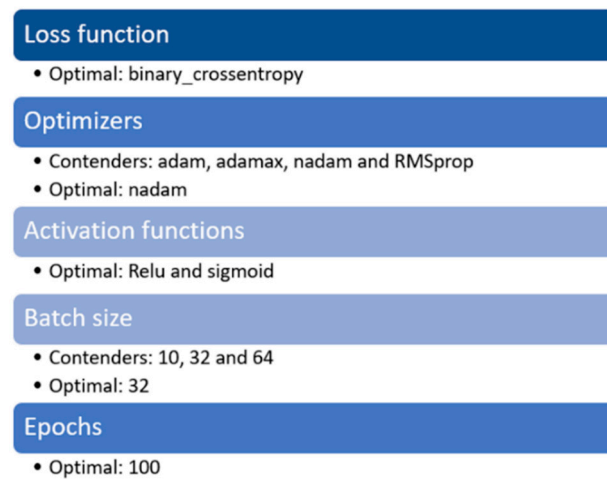 Loss function
• Optimal: binary_crossentropy
Optimizers
• Contenders: adam, adamax, nadam and RMSprop
• Optimal: nadam
Activation functions
• Optimal: Relu and sigmoid
Batch size
• Contenders: 10, 32 and 64
• Optimal: 32
Epochs
• Optimal: 100